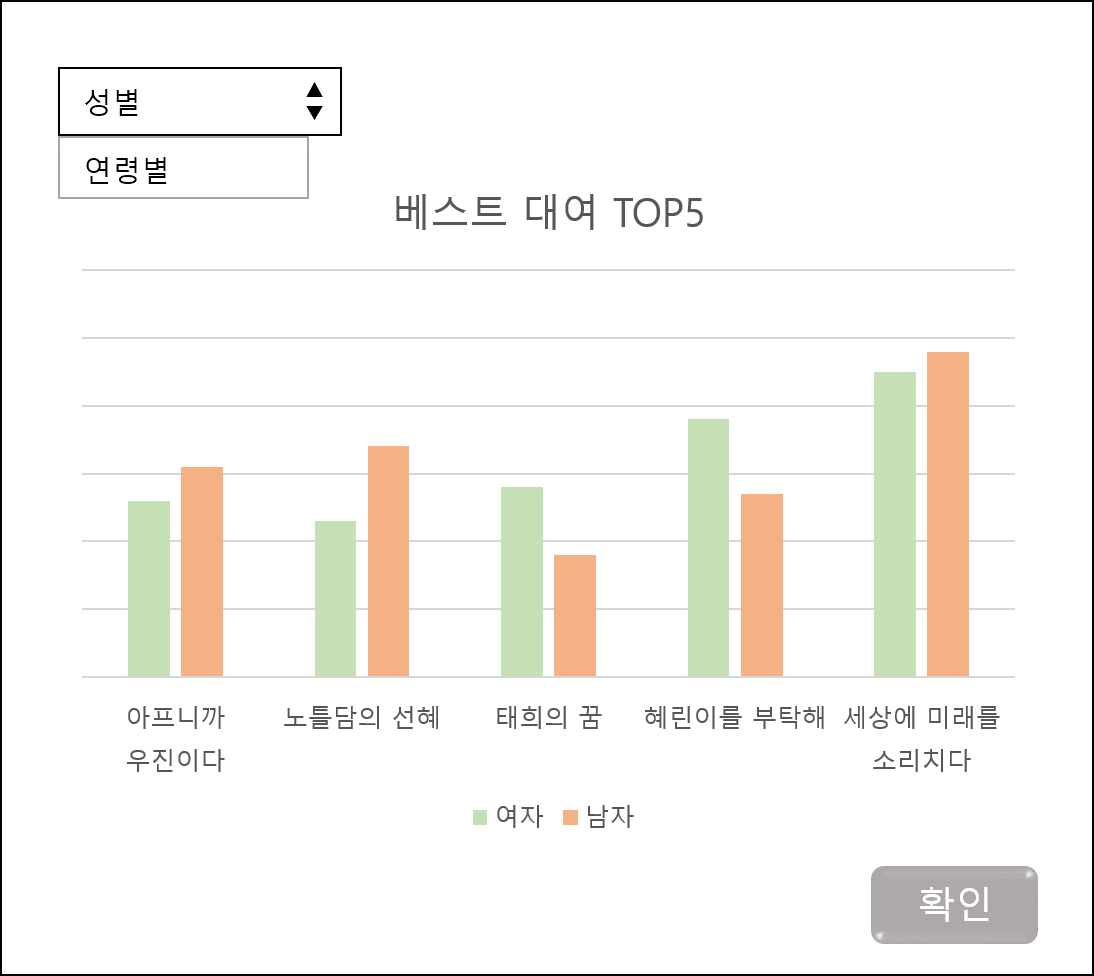 성별
연령별
베스트 대여 TOP5
아프니까
우진이다
노틀담의 선혜
태희의 꿈
혜린이를 부탁해
세상에 미래를
소리치다
여자
남자
확인